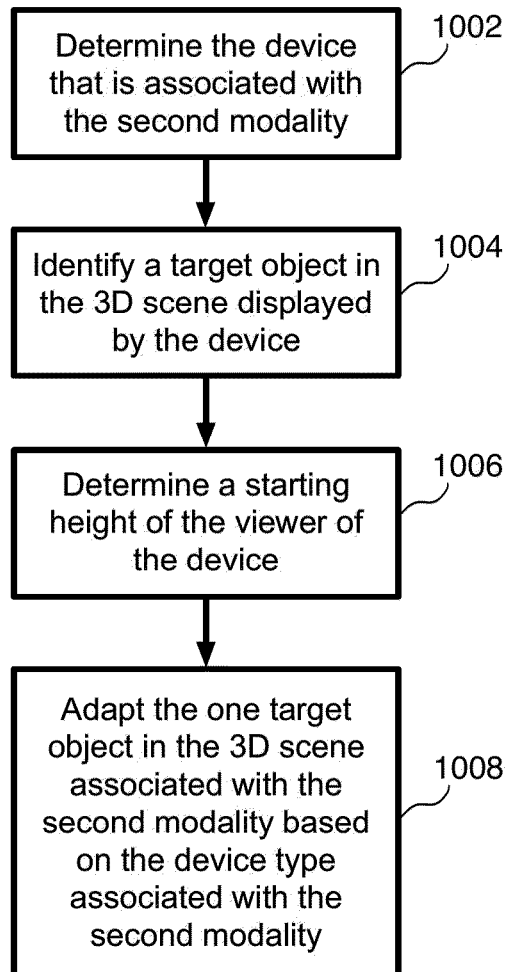 Determine the device
that is associated with
the second modality
1002
Identify a target object in
the 3D scene displayed
by the device
1004
Determine a starting
height of the viewer of
the device
1006
Adapt the one target
object in the 3D scene
associated with the
second modality based
on the device type
associated with the
second modality
1008